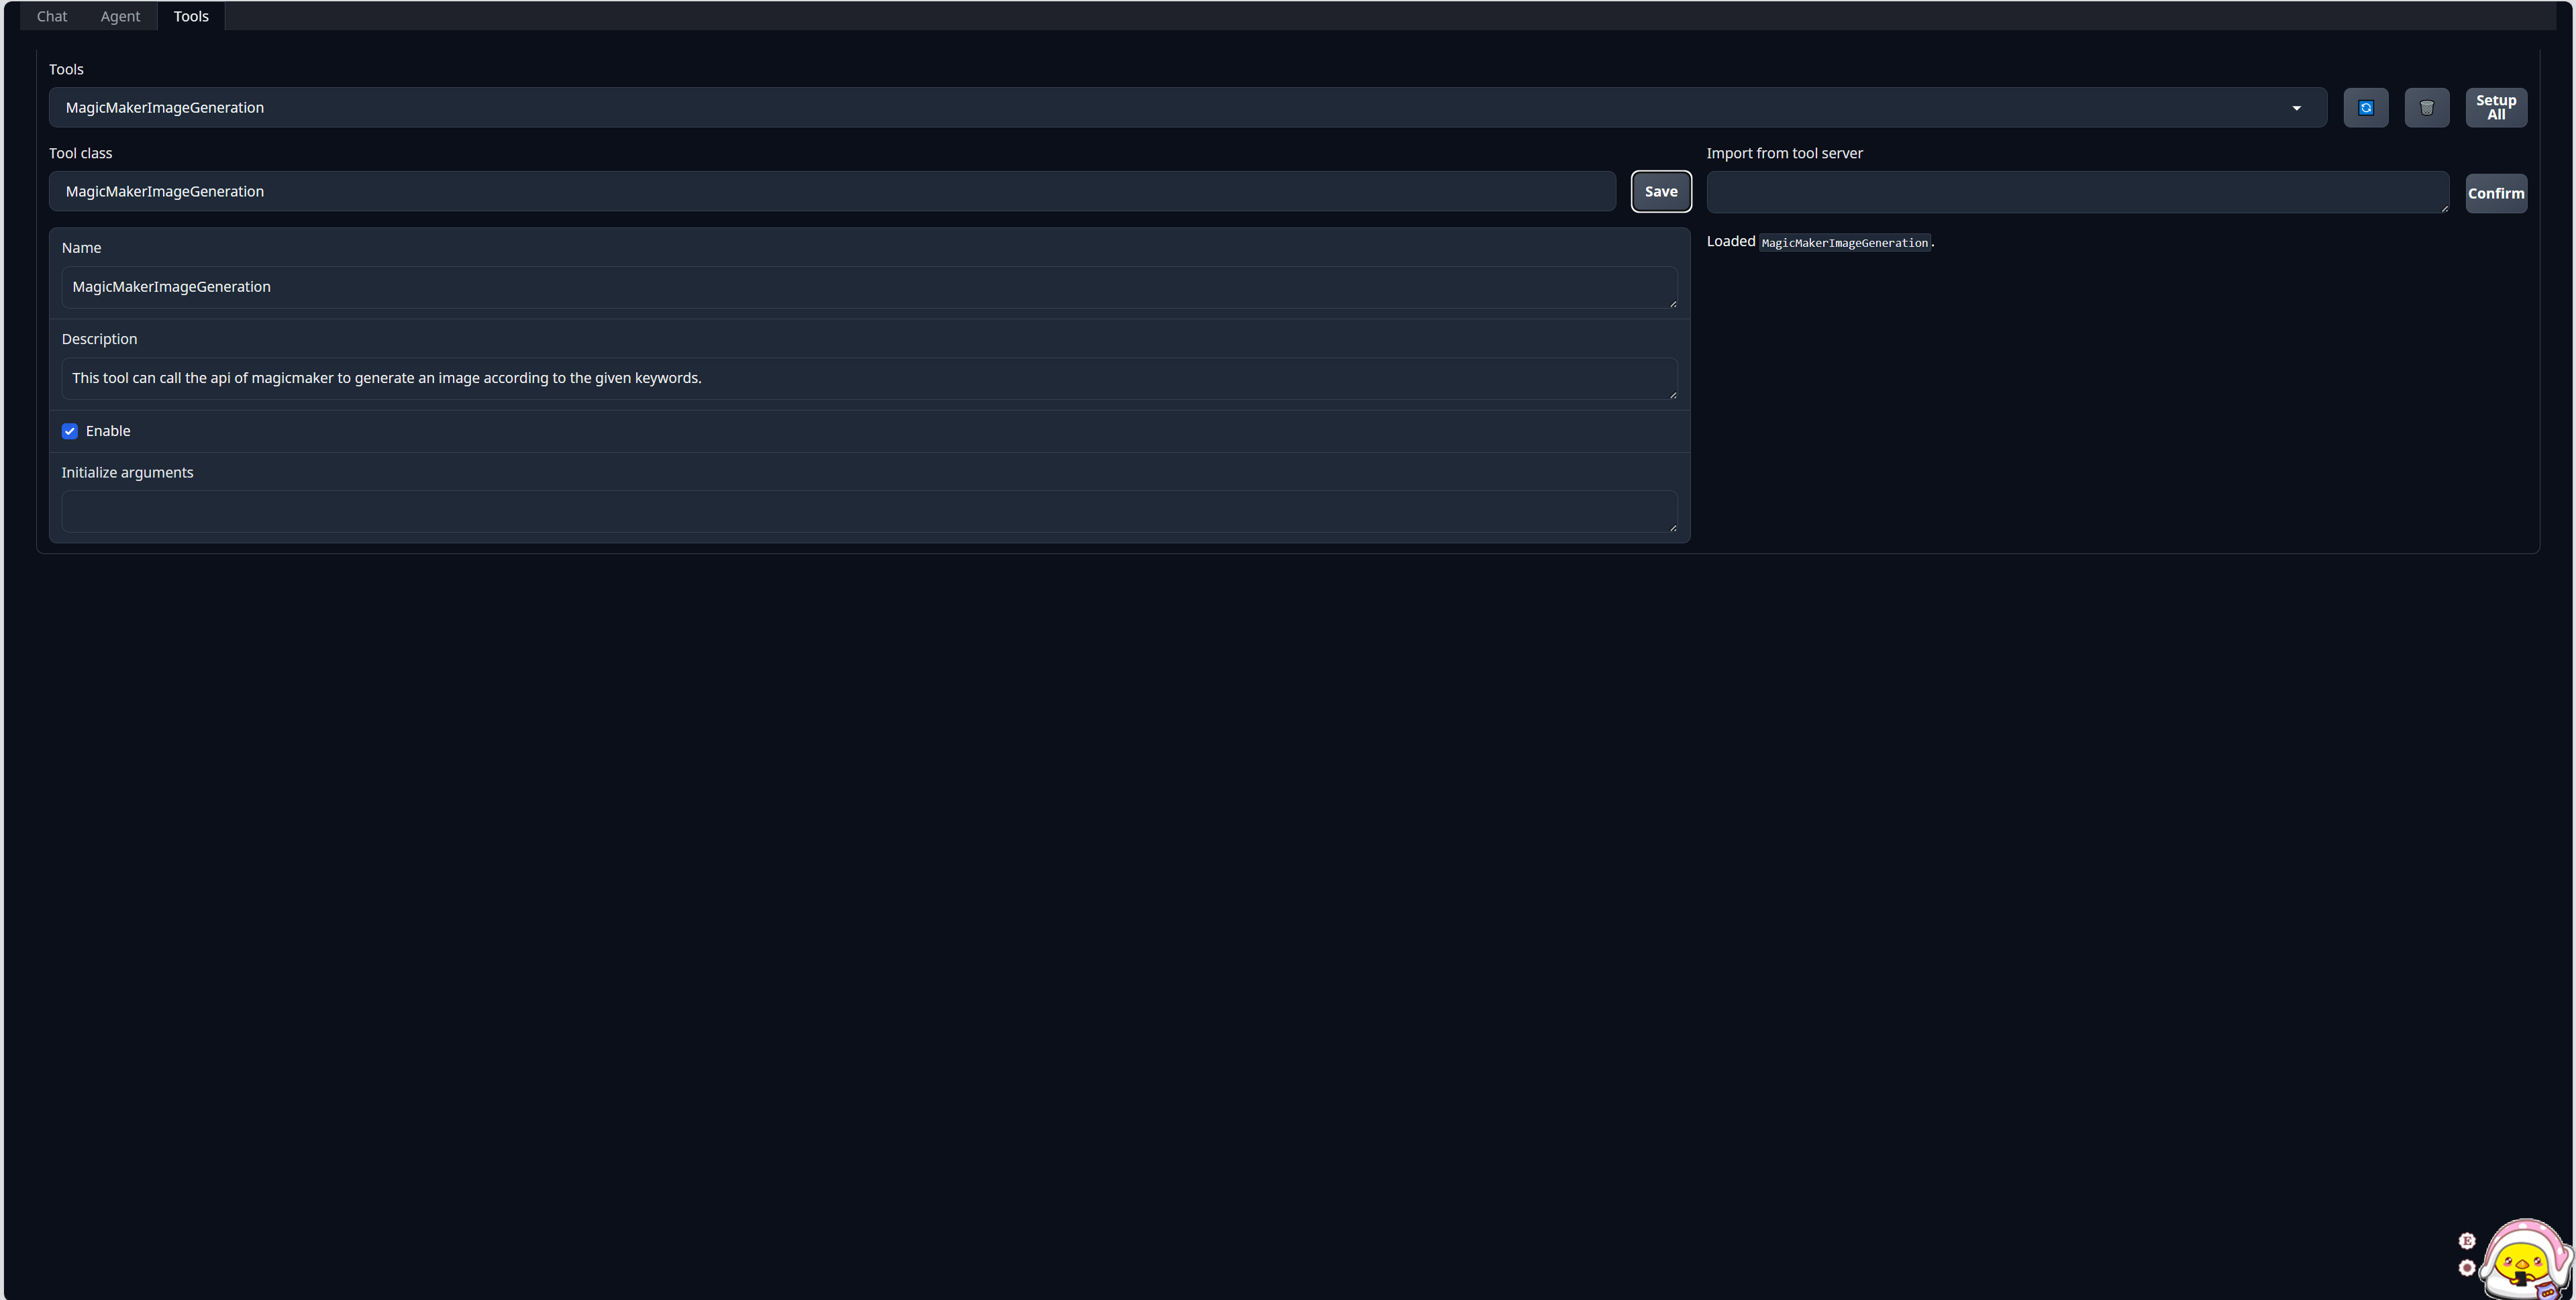 Chat
Agent
Tools
Tools
MagicMakerImageGeneration
Setup
All
Tool class
MagicMakerImageGeneration
Save
Import from tool server
Confirm
Name
MagicMakerImageGeneration
Loaded MagicMakerImageGeneration.
Description
This tool can call the api of magicmaker to generate an image according to the given keywords.
Enable
Initialize arguments
E